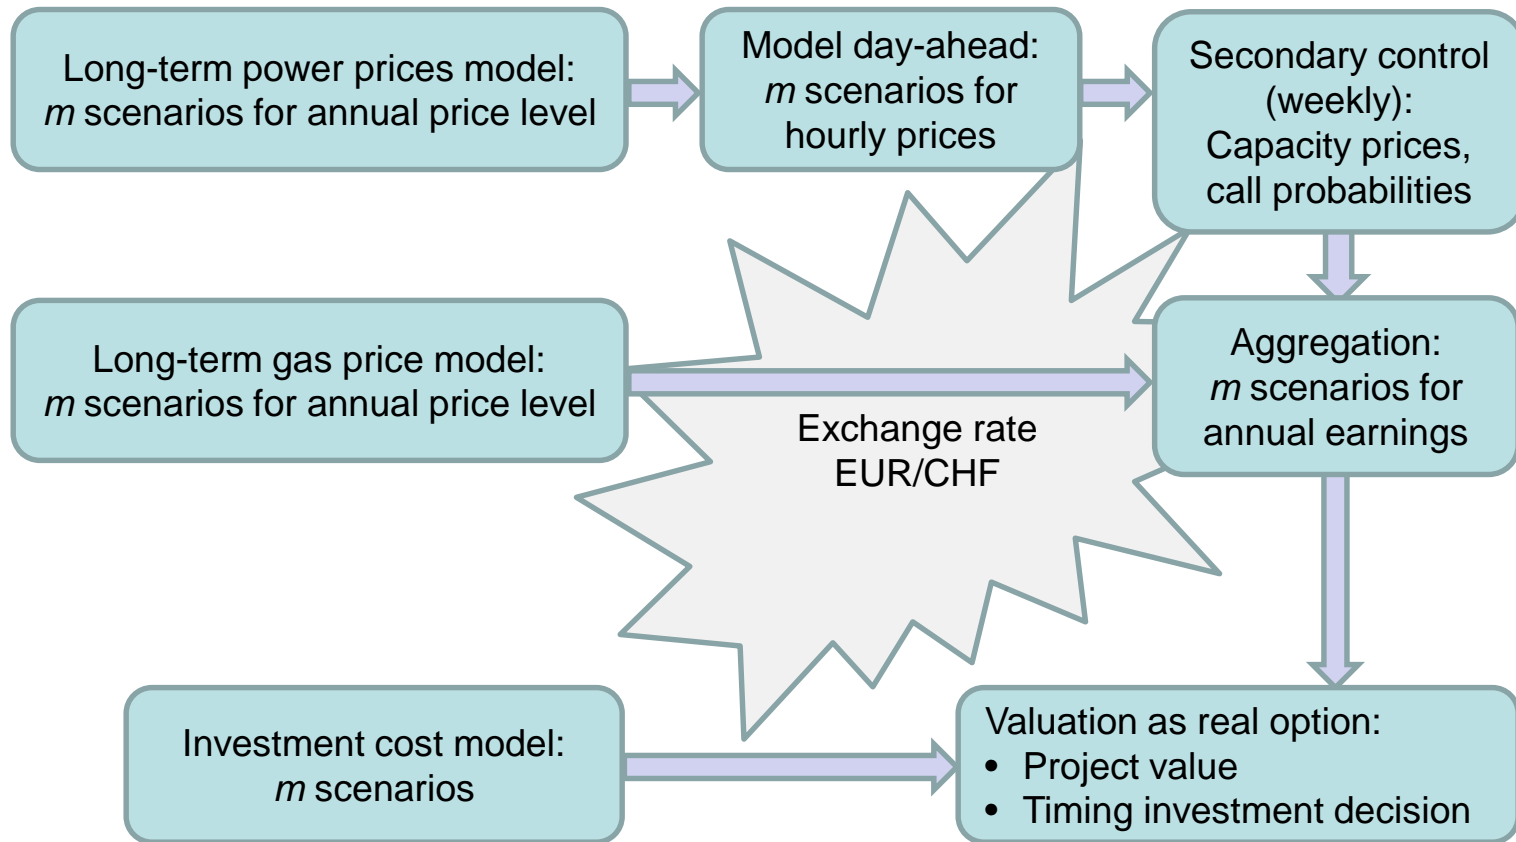 Long-term power prices model:
m scenarios for annual price level
Model day-ahead:
m scenarios for
hourly prices
Secondary control
(weekly):
Capacity prices,
call probabilities
Long-term gas price model:
m scenarios for annual price level
Exchange rate
EUR/CHF
Aggregation:
m scenarios for
annual earnings
Investment cost model:
m scenarios
Valuation as real option:
• Project value
• Timing investment decision